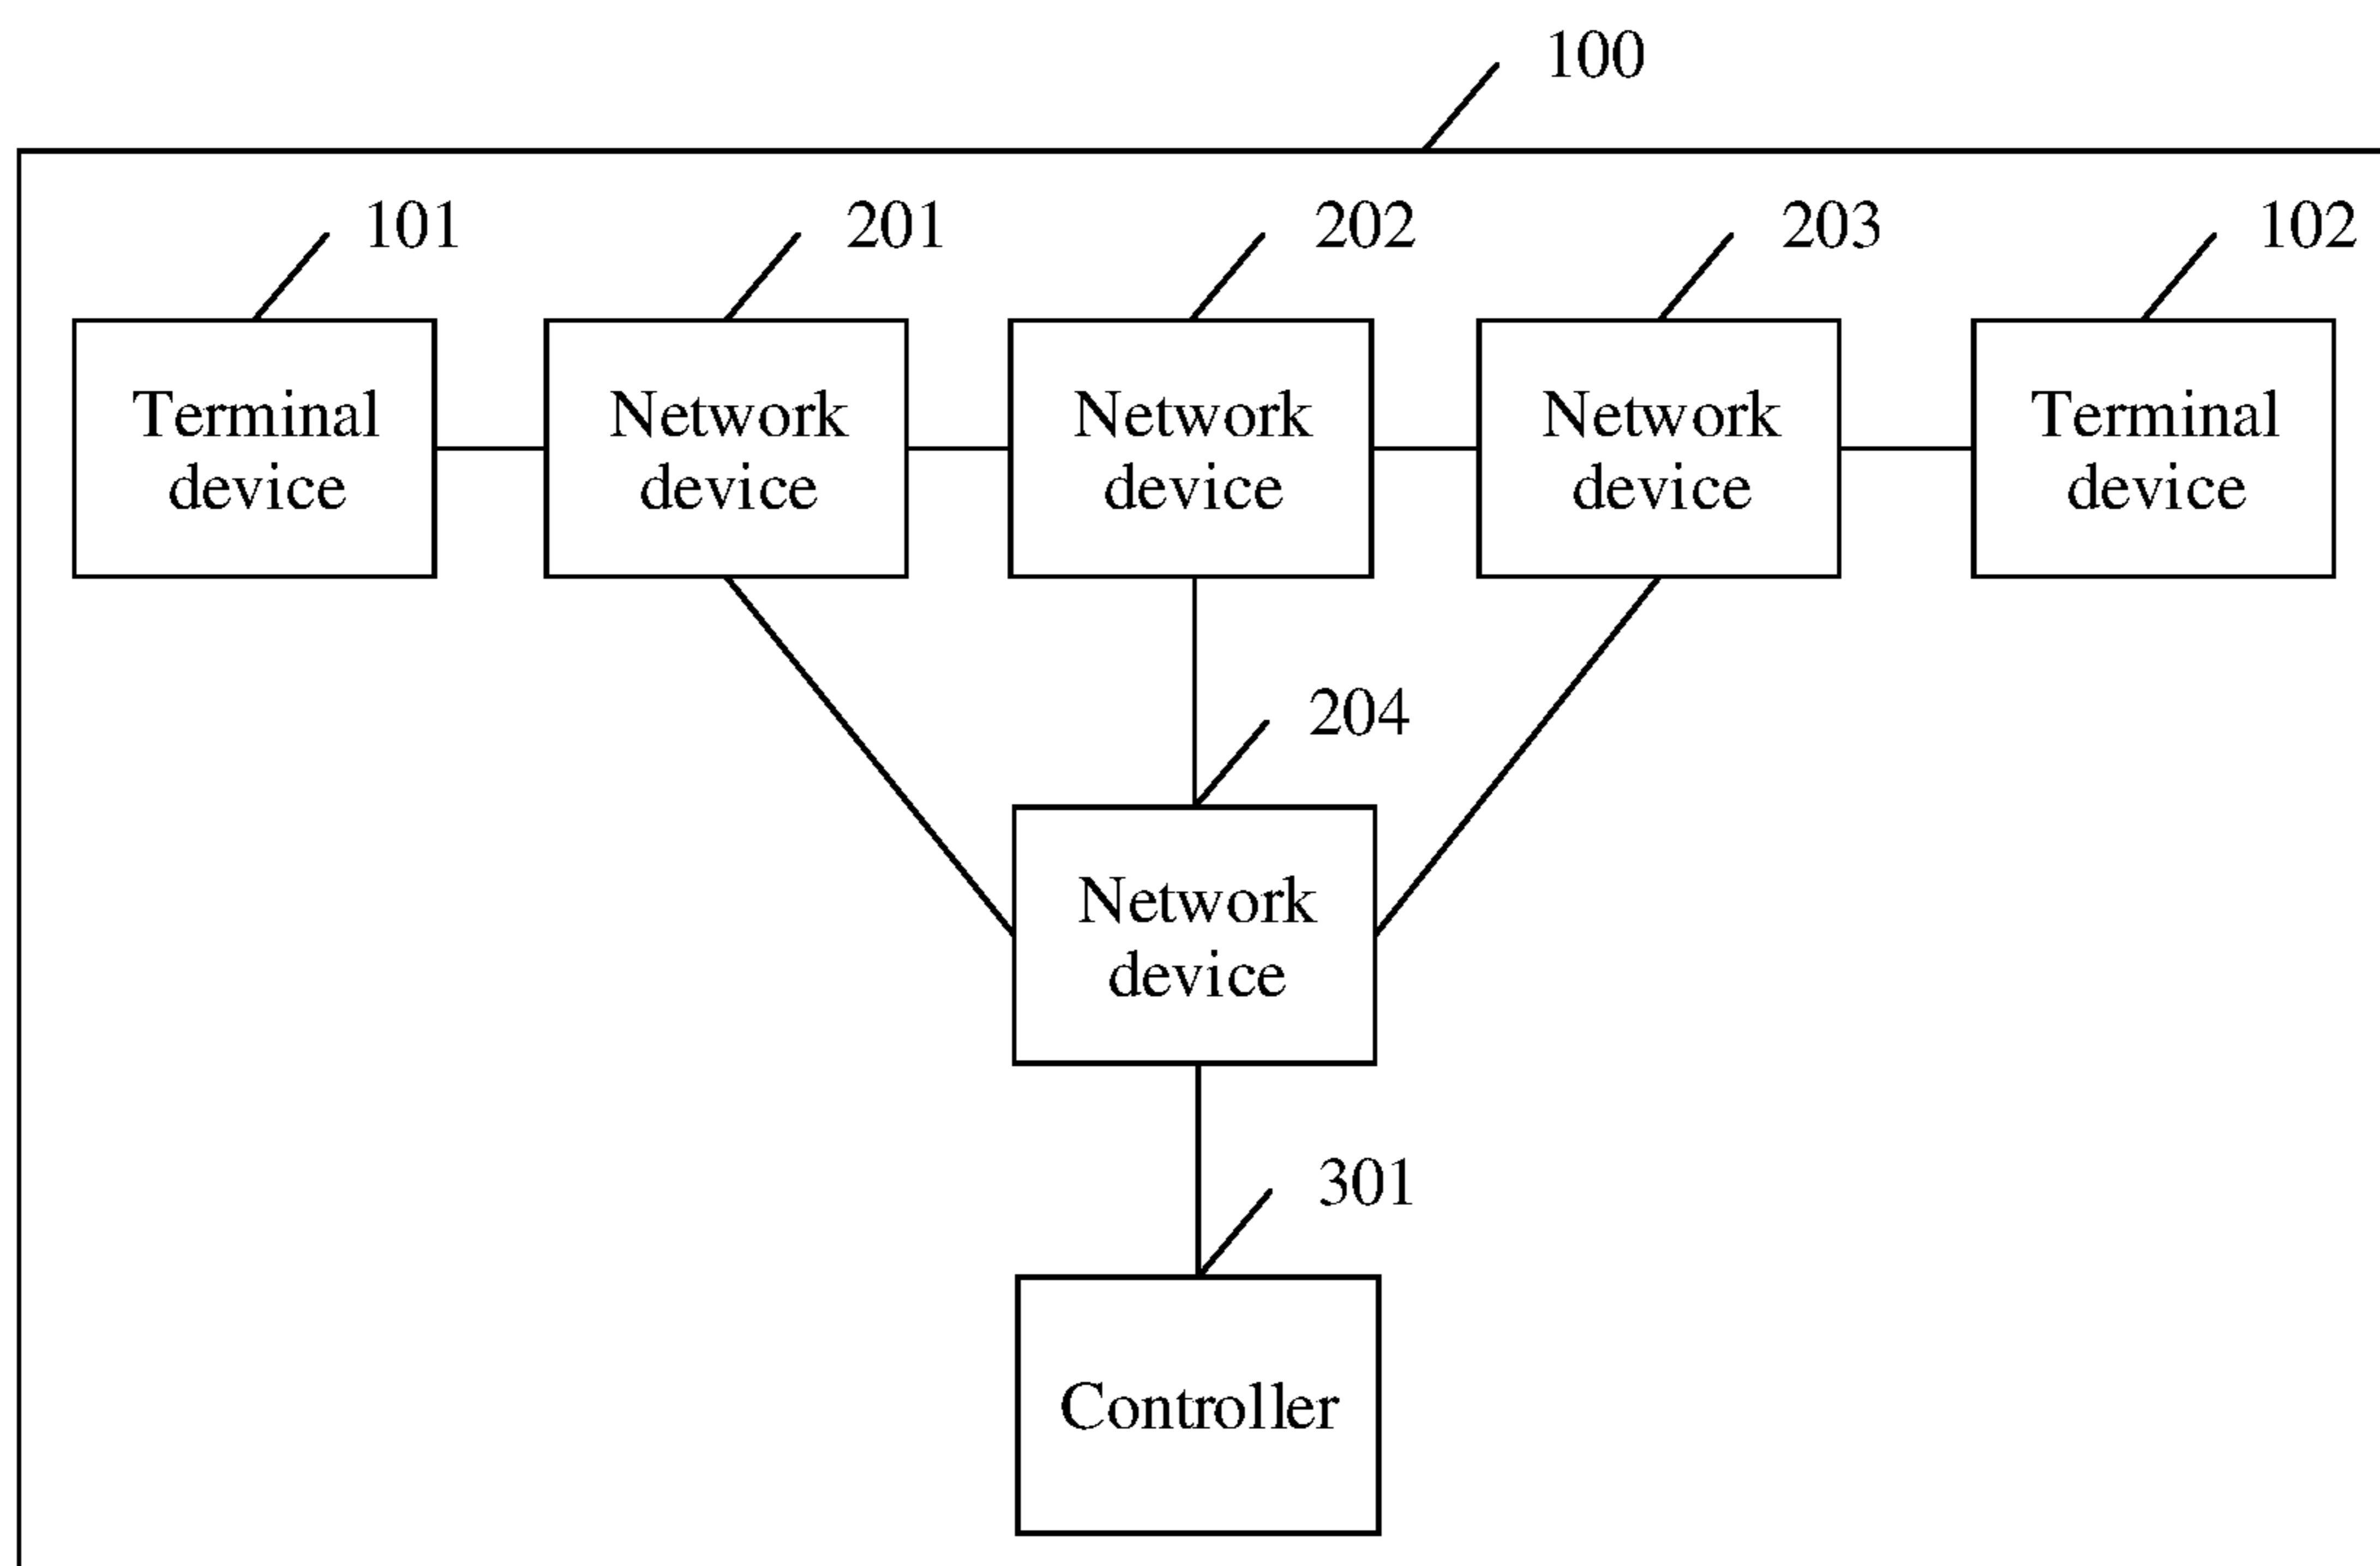 100
101
201
202
203
102
Terminal
device
Network
device
Network
device
Network
device
Terminal
device
204
Network
device
301
Controller